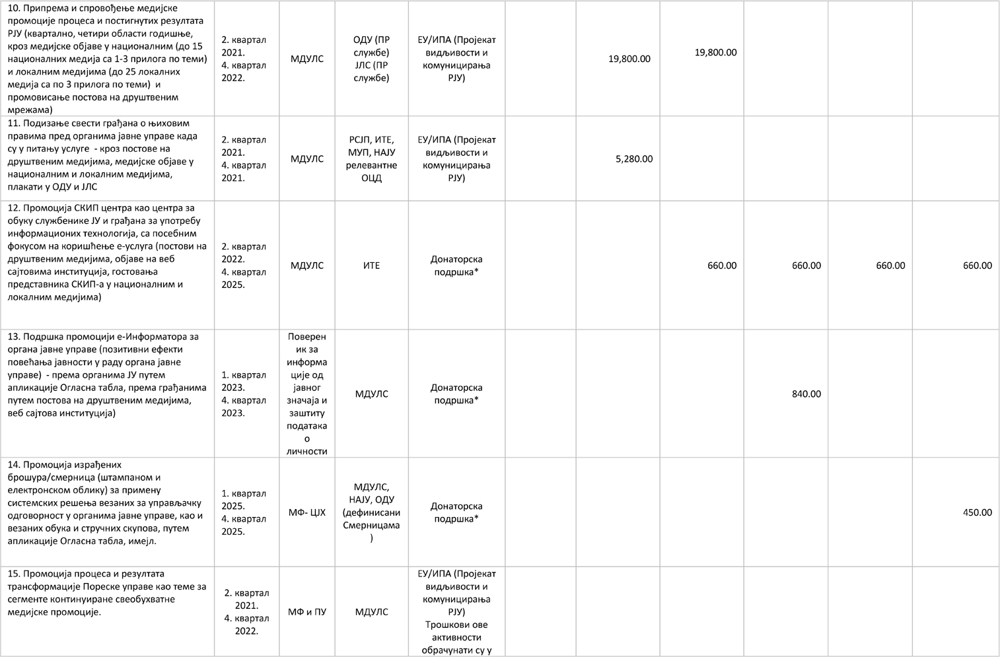 10. Припрема и спровођење медијске
промоције процеса и постигнутих резултата
РЈУ (квартално, четири области годишње,
кроз медијске објаве у националним (до 15
националних медија са 1-3 прилога по теми)
и локалним медијима (до 25 локалних
медија са по 3 прилога по теми)  и
промовисање постова на друштвеним
мрежама)
2. квартал
2021.
4. квартал
2022.
МДУЛС
ОДУ (ПР
службе)
ЈЛС (ПР
службе)
ЕУ/ИПА (Пројекат
видљивости и
комуницирања
РЈУ)
19,800.00
19,800.00
11. Подизање свести грађана о њиховим
правима пред органима јавне управе када
су у питању услуге  - кроз постове на
друштвеним медијима, медијске објаве у
националним и локалним медијима,
плакати у ОДУ и ЈЛС
2. квартал
2021.
4. квартал
2021.
МДУЛС
РСЈП, ИТЕ,
МУП, НАЈУ
релевантне
ОЦД
ЕУ/ИПА (Пројекат
видљивости и
комуницирања
РЈУ)
5,280.00
12. Промоција СКИП центра као центра за
обуку службенике ЈУ и грађана за употребу
информационих технологија, са посебним
фокусом на коришћење е-услуга (постови на
друштвеним медијима, објаве на веб
сајтовима институција, гостовања
представника СКИП-а у националним и
локалним медијима)
2. квартал
2022.
4. квартал
2025.
МДУЛС
ИТЕ
Донаторска
подршка*
660.00
660.00
660.00
660.00
13. Подршка промоцији е-Информатора за
органа јавне управе (позитивни ефекти
повећања јавности у раду органа јавне
управе)  - према органима ЈУ путем
апликације Огласна табла, према грађанима
путем постова на друштвеним медијима,
веб сајтова институција)
1. квартал
2023.
4. квартал
2023.
Поверен
ик за
информа
ције од
јавног
значаја и
заштиту
података
о
личности
МДУЛС
Донаторска
подршка*
840.00
14. Промоција израђених
брошура/смерница (штампаном и
електронском облику) за примену
системских решења везаних за управљачку
одговорност у органима јавне управе, као и
везаних обука и стручних скупова, путем
апликације Огласна табла, имејл.
1. квартал
2025.
4. квартал
2025.
МФ- ЦЈХ
МДУЛС,
НАЈУ, ОДУ
(дефинисани
Смерницама
)
Донаторска
подршка*
450.00
15. Промоција процеса и резултата
трансформације Пореске управе као теме за
сегменте континуиране свеобухватне
медијске промоције.
2. квартал
2021.
4. квартал
2022.
МФ и ПУ
МДУЛС
ЕУ/ИПА (Пројекат
видљивости и
комуницирања
РЈУ)
Трошкови ове
активности
обрачунати су у